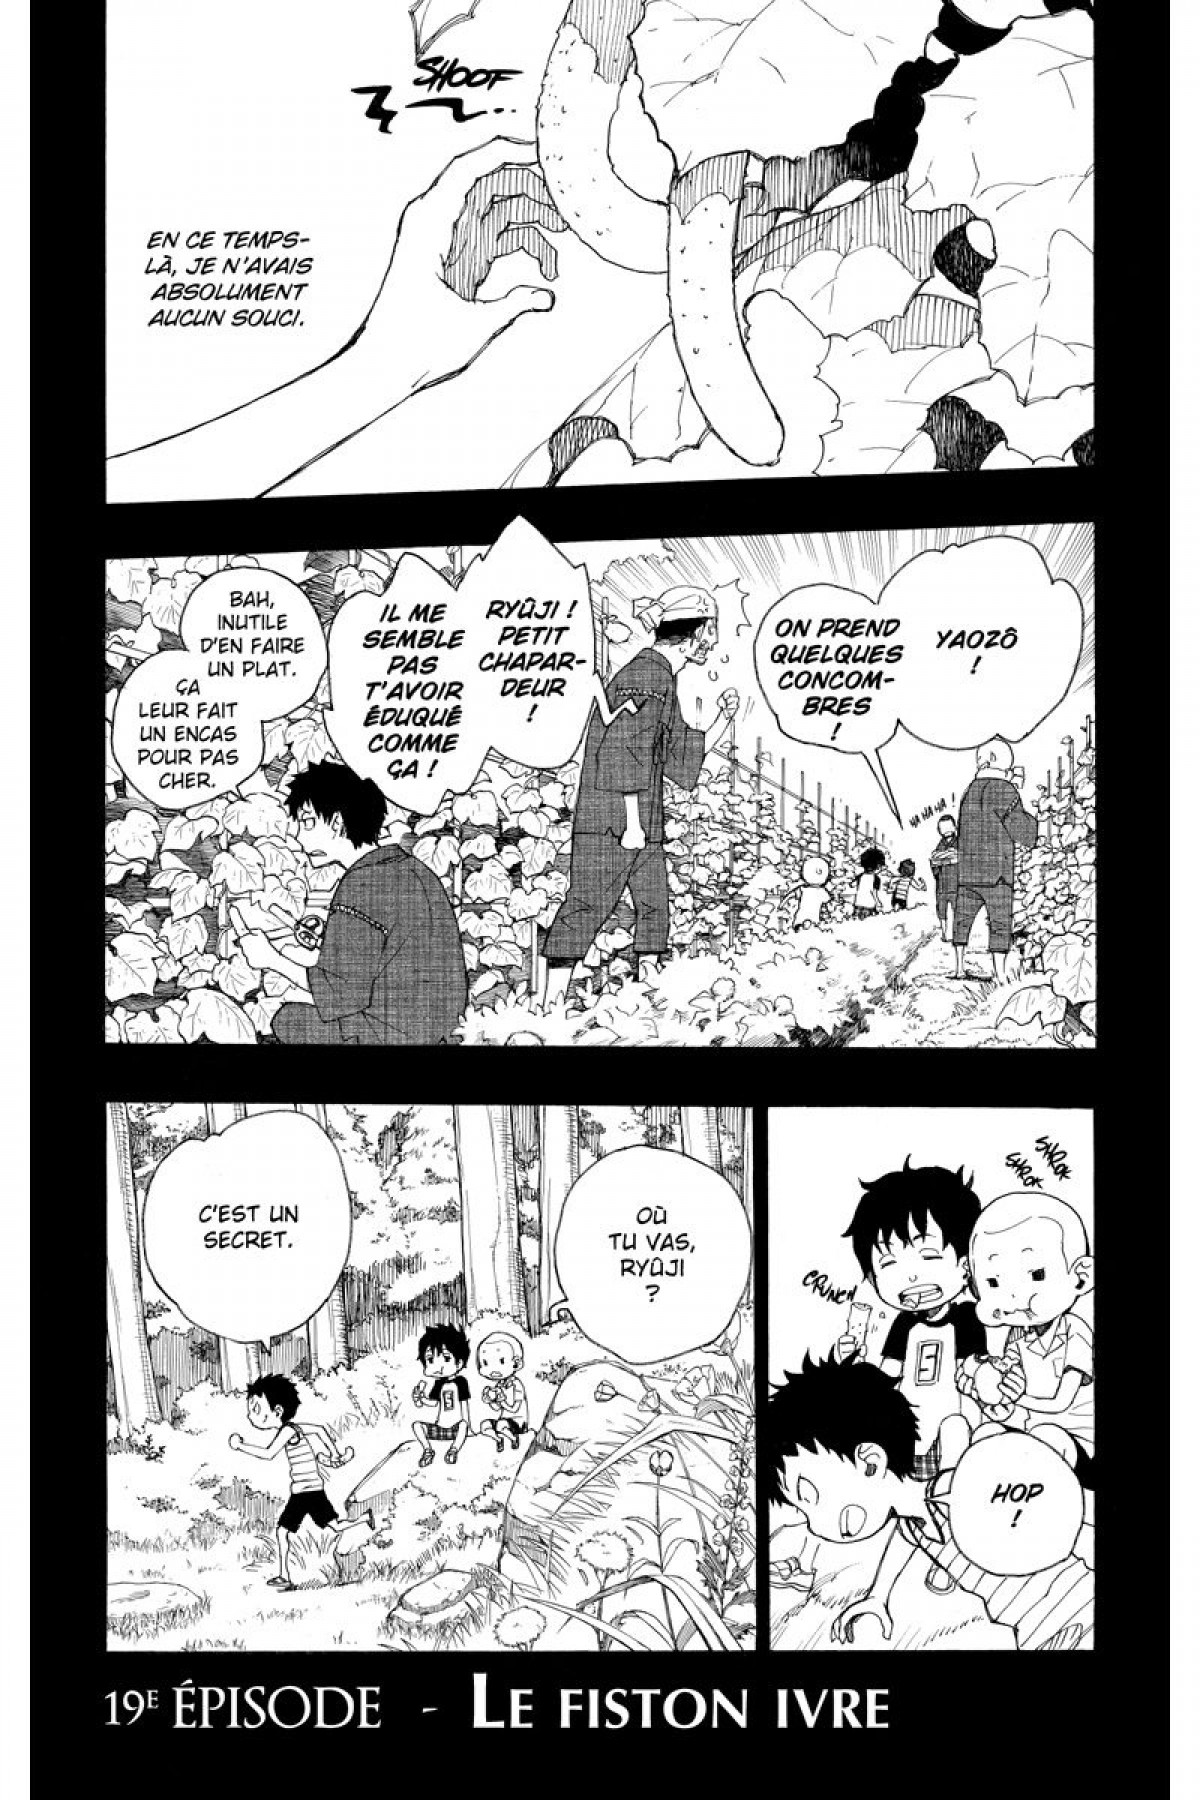 SHOOF
EN CE TEMPS-
LÀ, JE N'AVAIS
ABSOLUMENT
AUCUN SOUCI.
YAOZÔ
!
ON PREND
QUELQUES
CONCOM-
BRES
!
HA HA HA !
RYÛJI !
PETIT
CHAPAR-
DEUR
!
IL ME
SEMBLE
PAS
T'AVOIR
ÉDUQUÉ
COMME
ÇA !
BAH,
INUTILE
D'EN FAIRE
UN PLAT.
ÇA
LEUR FAIT
UN ENCAS
POUR PAS
CHER.
CRUNCH
HOP
!
OÙ
TU VAS,
RYÛJI
?
C'EST UN
SECRET.
19E ÉPISODE - LE FISTON IVRE